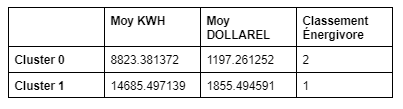 Moy KWH Moy DOLLAREL Classement Énergivore
Cluster 0 8823.381372 1197.261252 2
Cluster 1 14685.497139 1855.494591 1